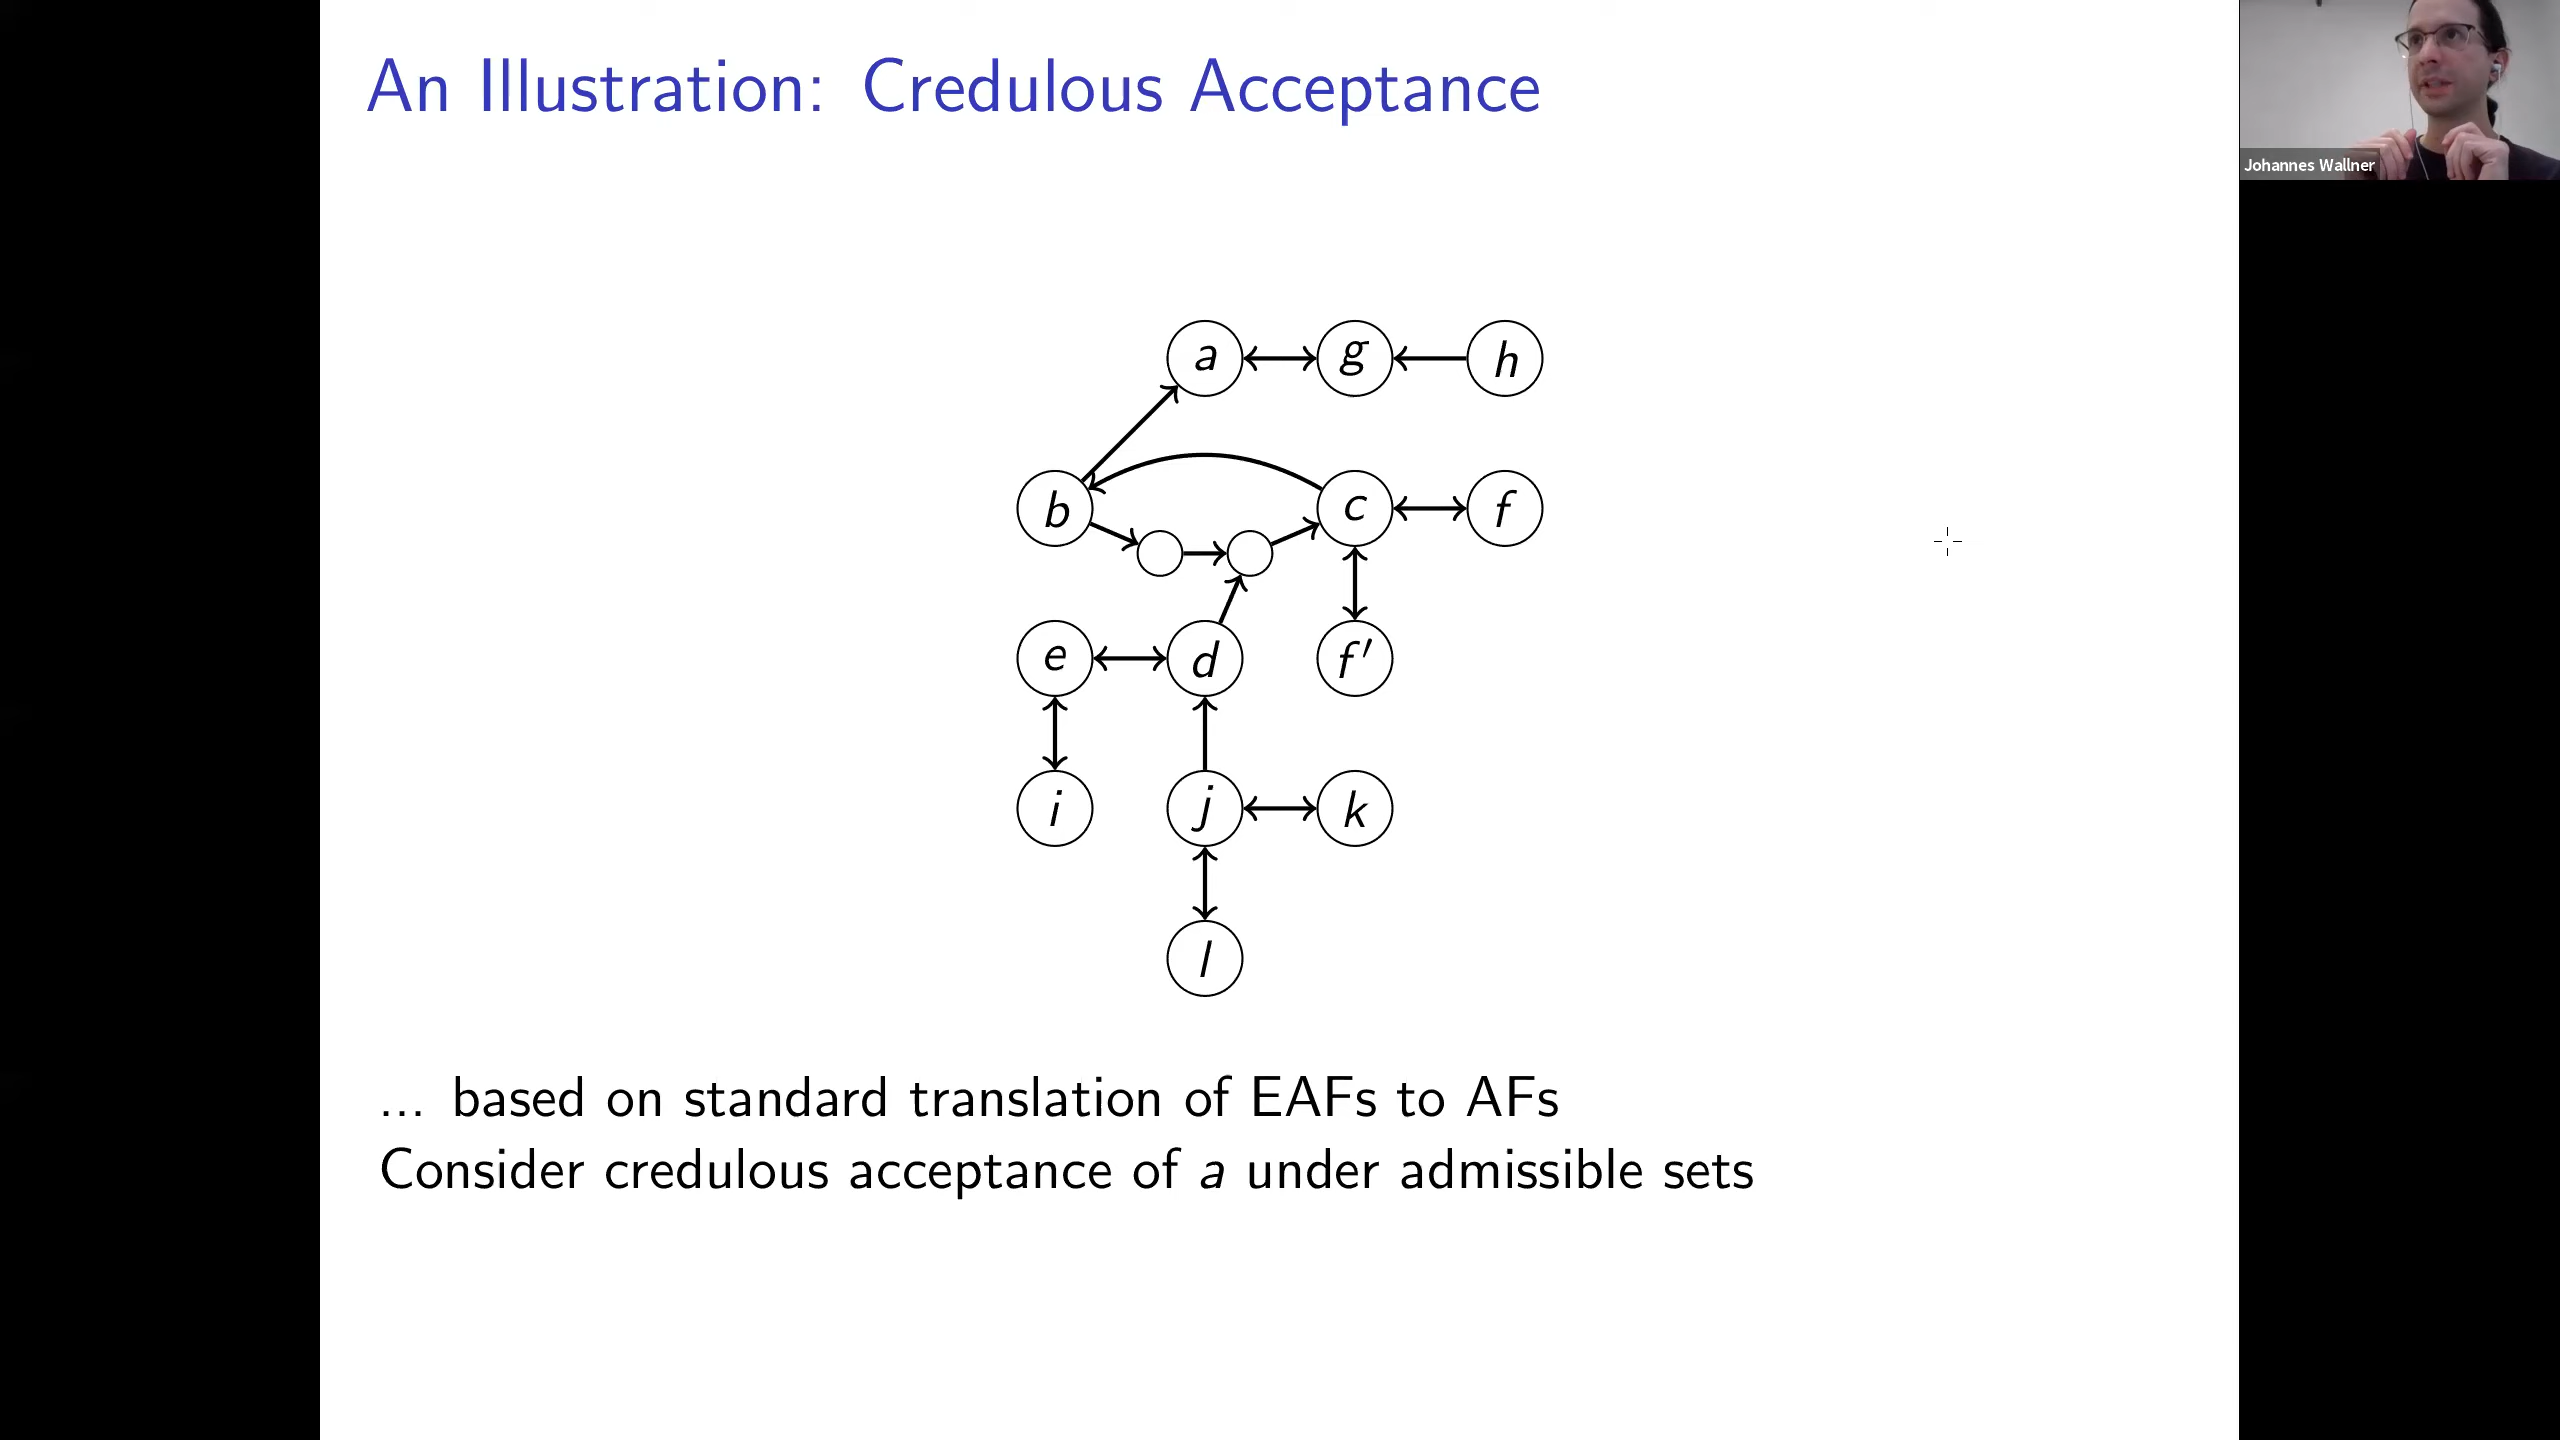 An Illustration: Credulous Acceptance
Johannes Wallner
a g h
b c f
e d f′
i j k
l
... based on standard translation of EAFs to AFs
Consider credulous acceptance of a under admissible sets